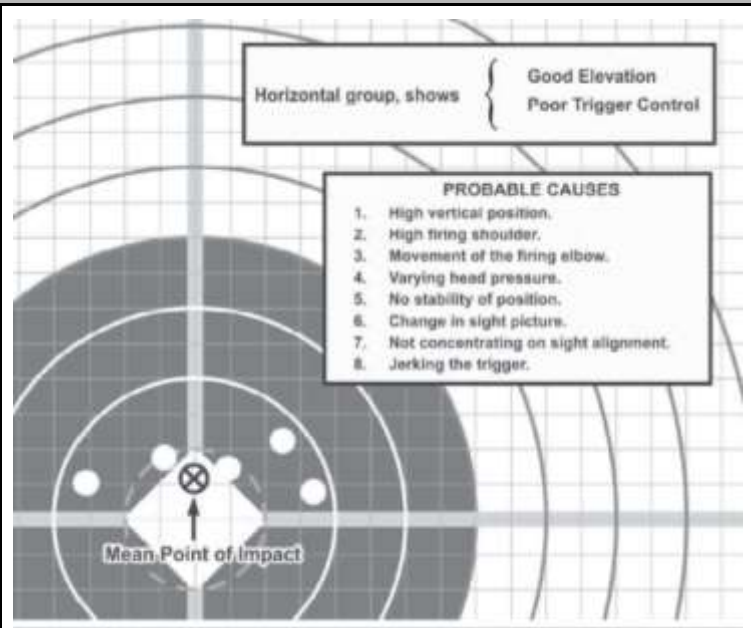 Horizontal group, shows
Good Elevation
Poor Trigger Control
PROBABLE CAUSES
1. High vertical position.
2. High firing shoulder.
3. Movement of the firing elbow.
4. Varying head pressure.
5. No stability of position.
6. Change in sight picture.
7. Not concentrating on sight alignment.
8. Jerking the trigger.
Mean Point of Impact